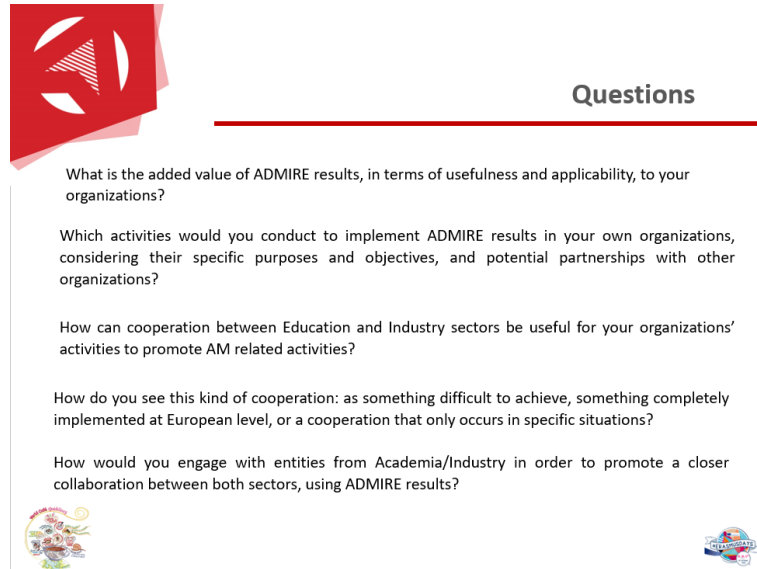 Questions
What is the added value of ADMIRE results, in terms of usefulness and applicability, to your
organizations?
Which activities would you conduct to implement ADMIRE results in your own organizations,
considering their specific purposes and objectives, and potential partnerships with other
organizations?
How can cooperation between Education and Industry sectors be useful for your organizations’
activities to promote AM related activities?
How do you see this kind of cooperation: as something difficult to achieve, something completely
implemented at European level, or a cooperation that only occurs in specific situations?
How would you engage with entities from Academia/Industry in order to promote a closer
collaboration between both sectors, using ADMIRE results?
World Café Guidelines
#ERASMUSDAYS